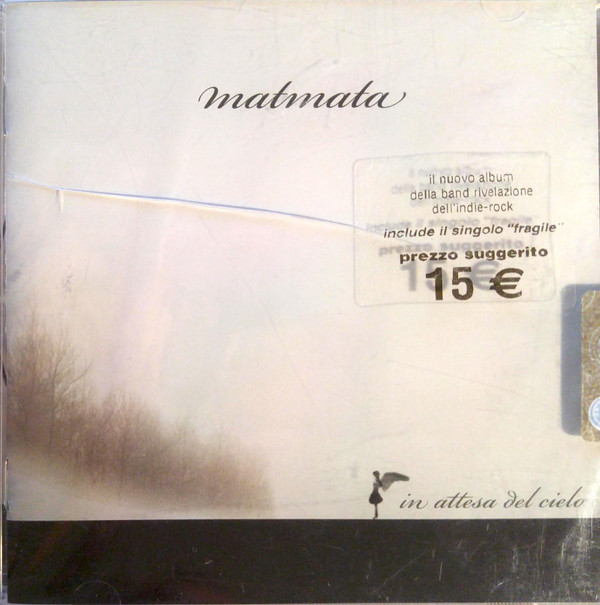 matmata
il nuovo album
della band rivelazione
dell'indie-rock
include il singolo "fragile"
prezzo suggerito
15 €
in attesa del cielo